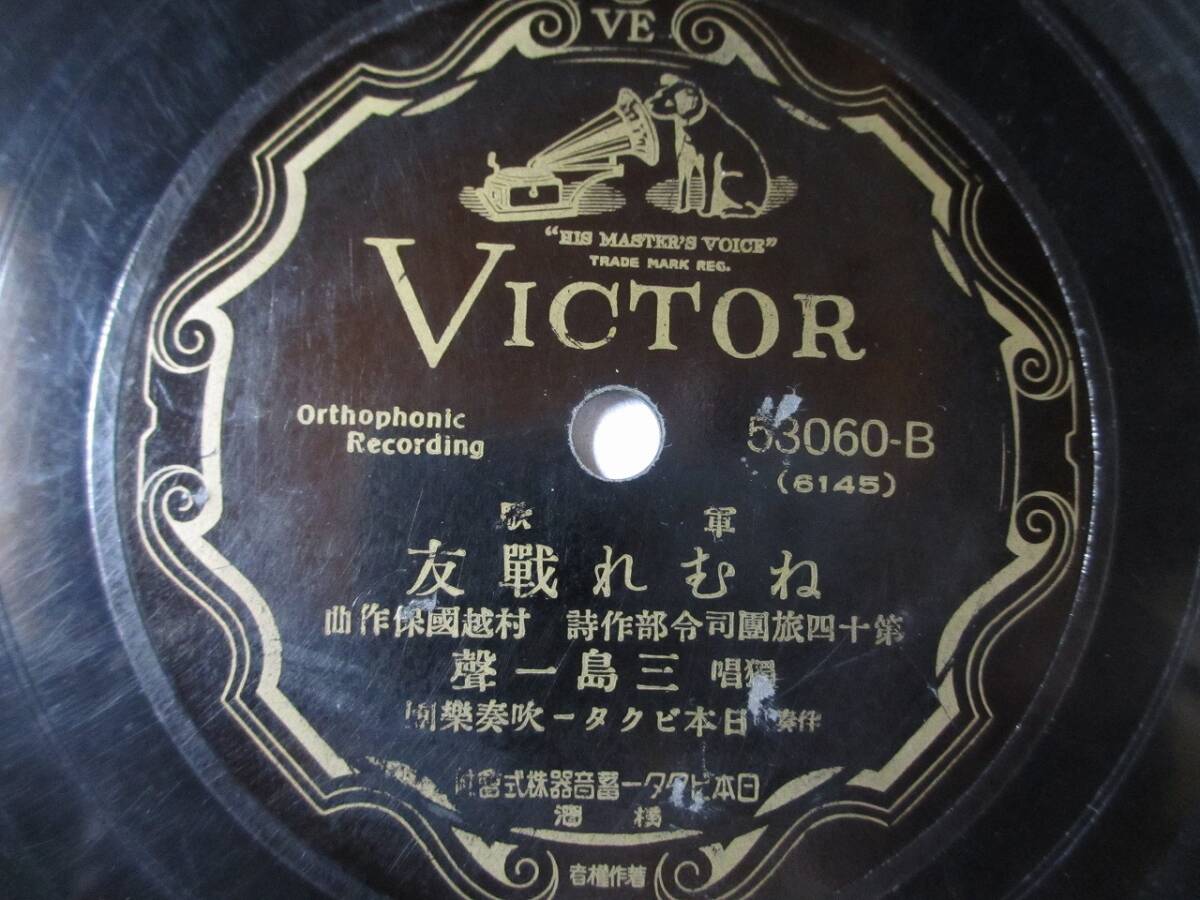 VE
"HIS MASTER'S VOICE"
TRADE MARK REG.
VICTOR
Orthophonic
Recording
53060-B
(6145)
軍歌
ねむれ戰友
第十四旅團司令部作詩 村越國保作曲
獨唱 三島一聲
伴奏 日本ビクター吹奏樂團
日本ビクター蓄音器株式會社
横濱
著作權者